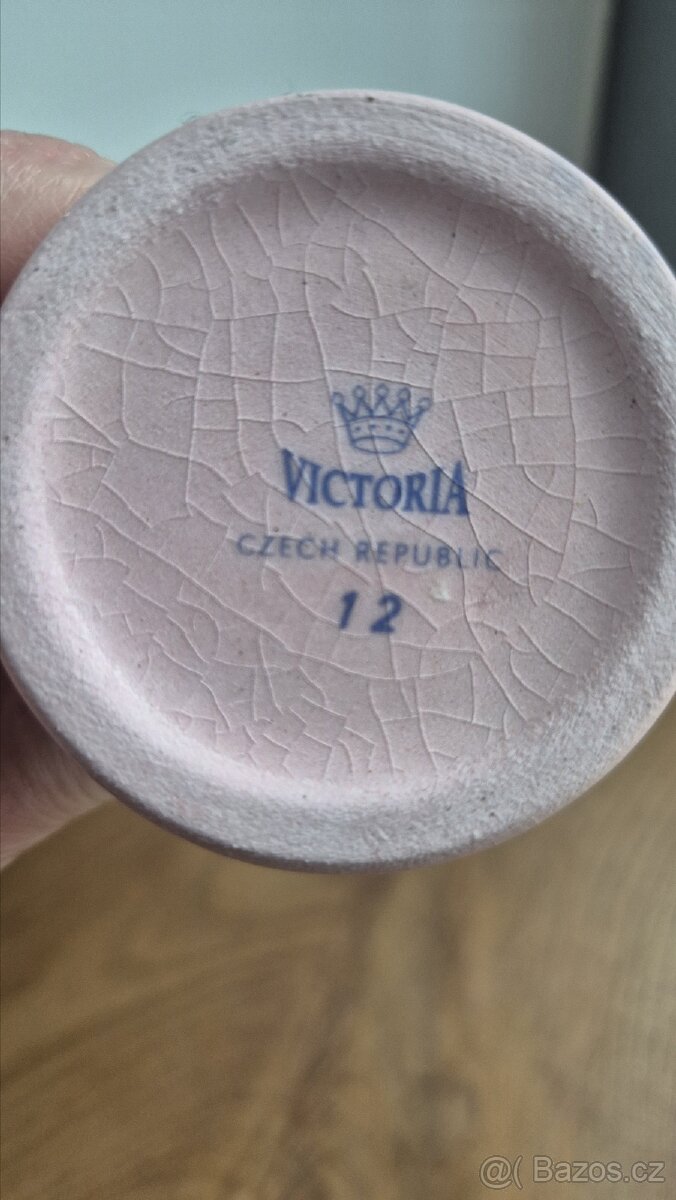 VICTORIA
CZECH REPUBLIC
12
@( Bazos.cz